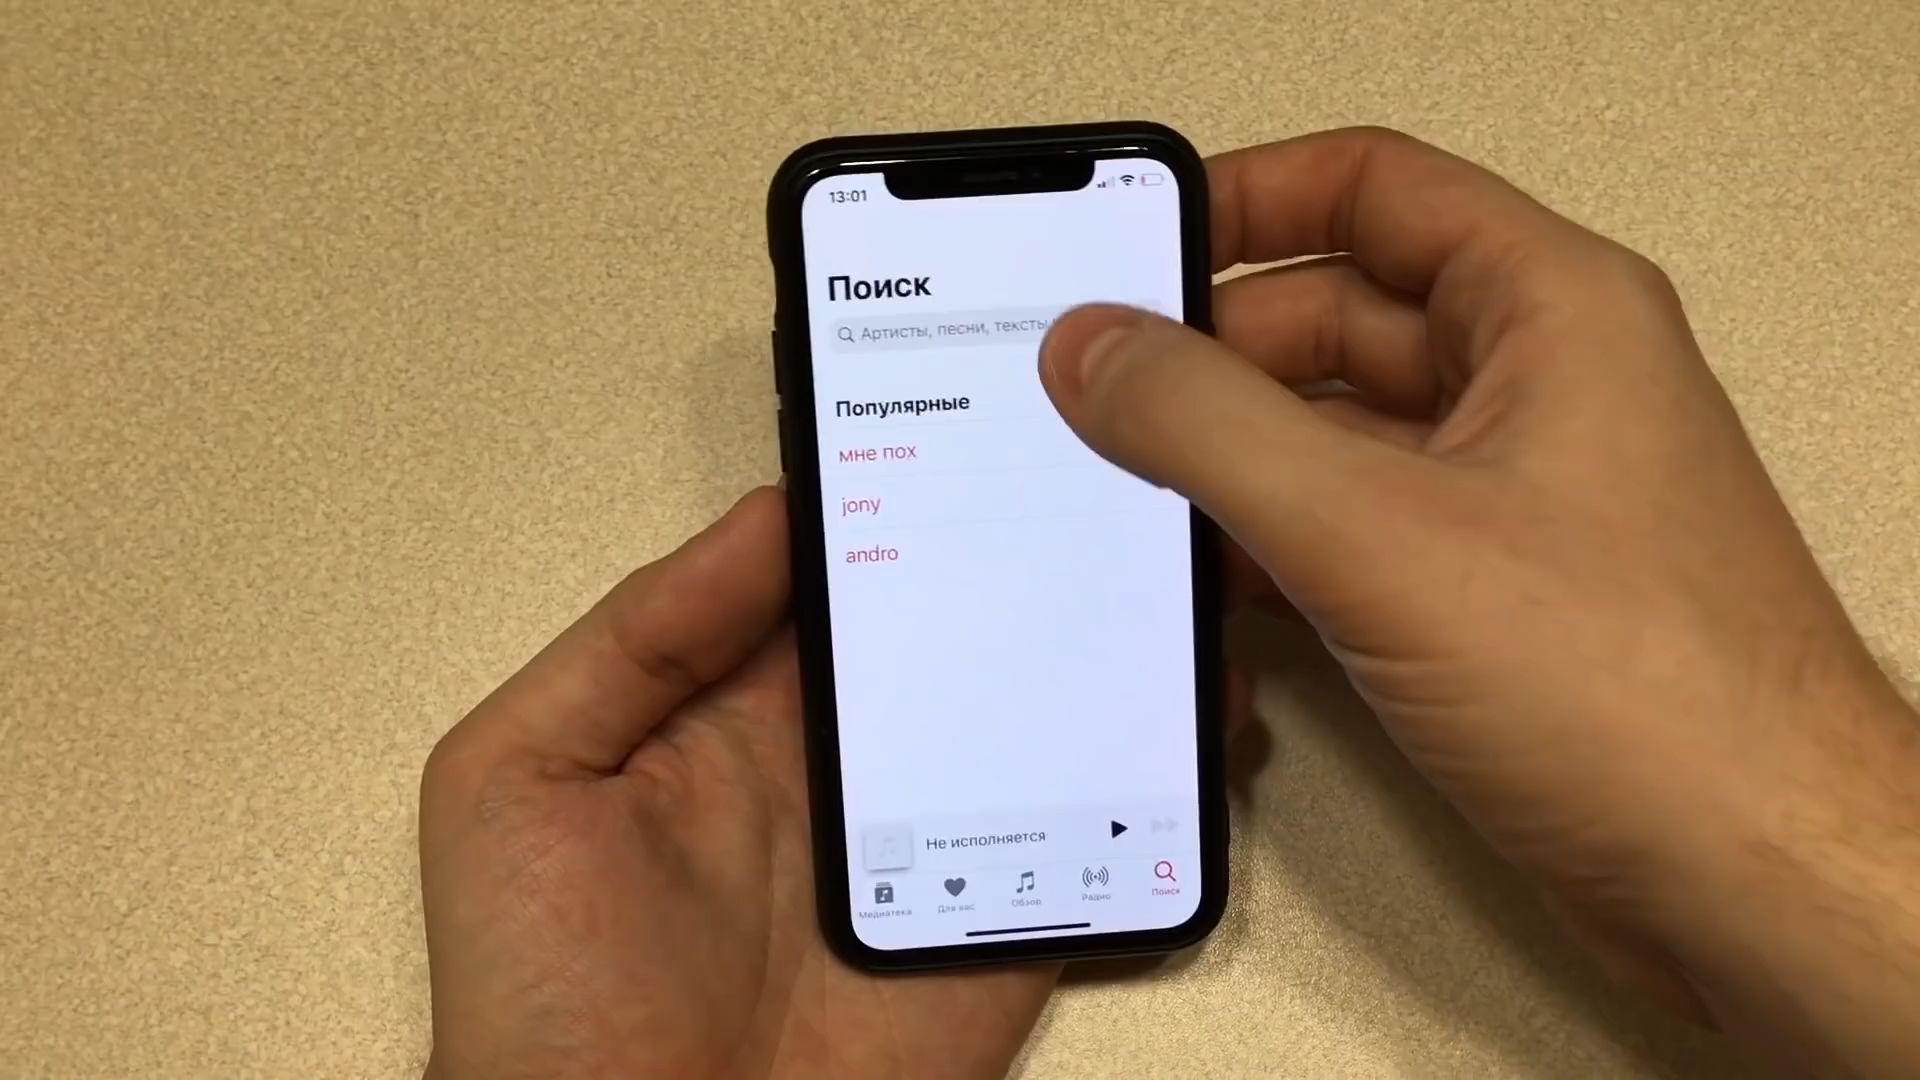 13:01
Поиск
Артисты, песни, тексты
Популярные
мне пох
jony
andro
Не исполняется
Медиатека Для вас Обзор Радио Поиск